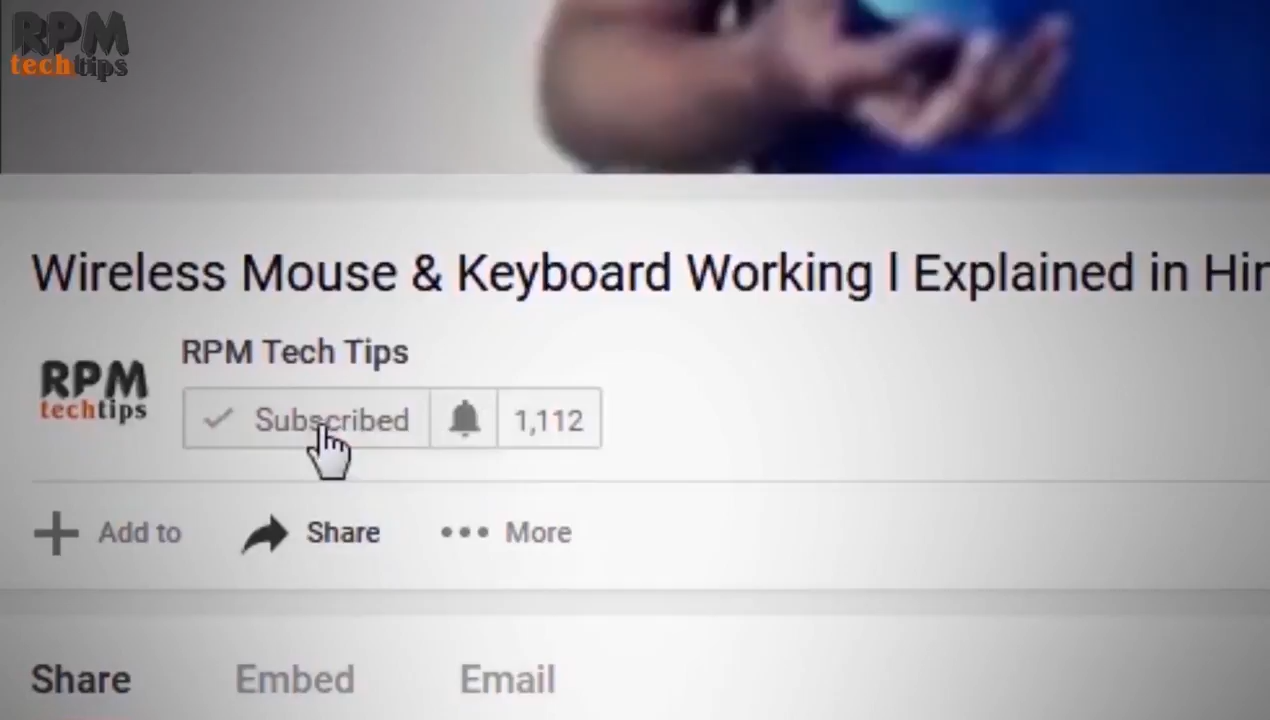 RPM
techtips
Wireless Mouse & Keyboard Working l Explained in
RPM Tech Tips
RPM
techtips
Subscribed
1,112
Add to
Share
More
Share
Embed
Email